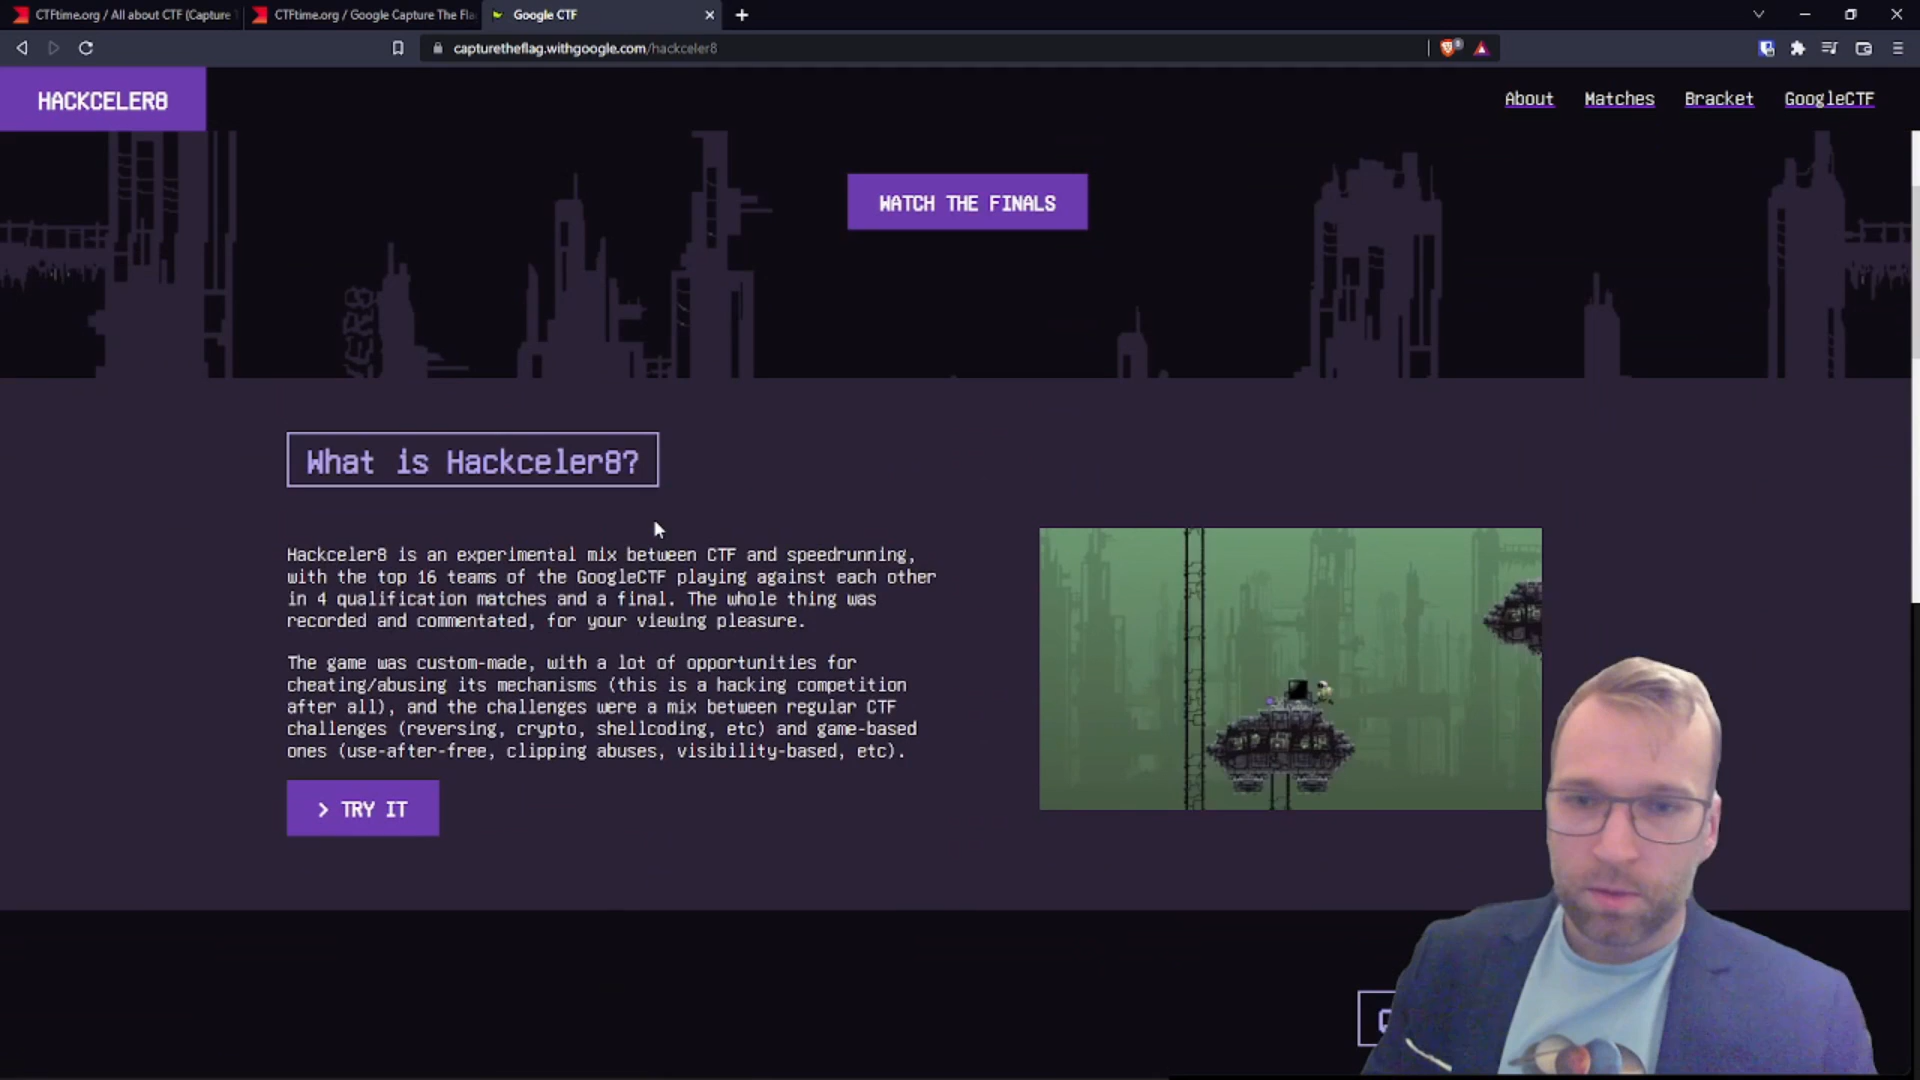 CTFtime.org / All about CTF (Capture
CTFtime.org / Google Capture The Fla
Google CTF
capturetheflag.withgoogle.com/hackceler8
HACKCELER8
About
Matches
Bracket
GoogleCTF
WATCH THE FINALS
What is Hackceler8?
Hackceler8 is an experimental mix between CTF and speedrunning,
with the top 16 teams of the GoogleCTF playing against each other
in 4 qualification matches and a final. The whole thing was
recorded and commentated, for your viewing pleasure.
The game was custom-made, with a lot of opportunities for
cheating/abusing its mechanisms (this is a hacking competition
after all), and the challenges were a mix between regular CTF
challenges (reversing, crypto, shellcoding, etc) and game-based
ones (use-after-free, clipping abuses, visibility-based, etc).
> TRY IT